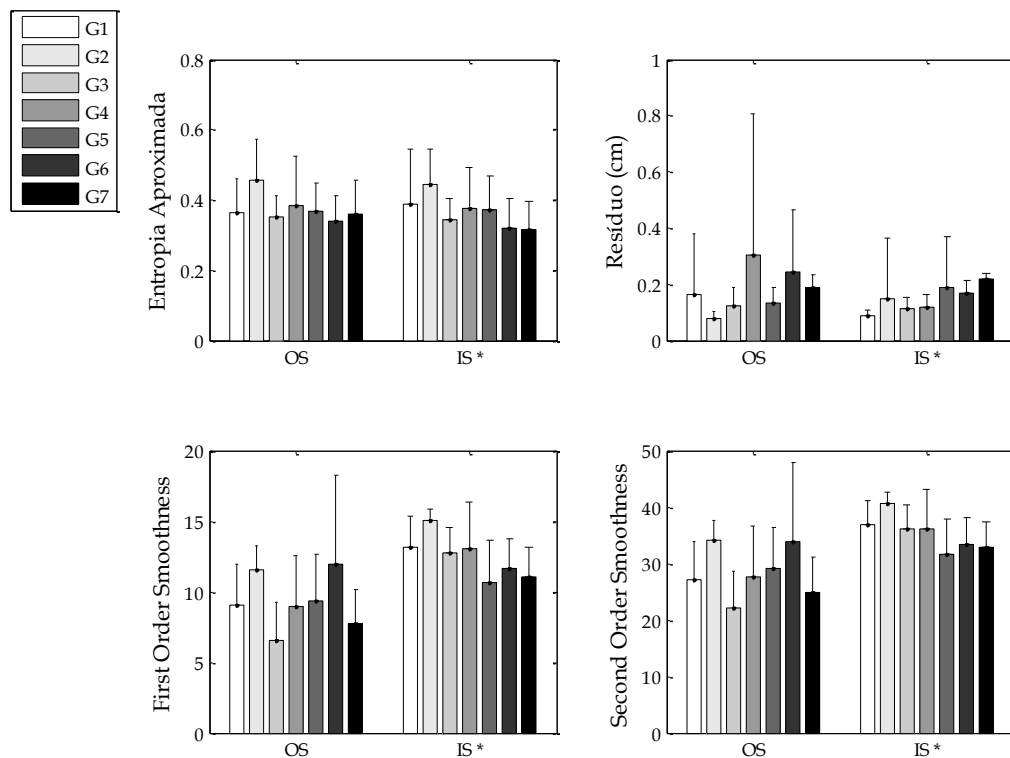 G1
G2
G3
G4
G5
G6
G7
Entropia Aproximada
0.8
0.6
0.4
0.2
0
OS
IS *
Resíduo (cm)
1
0.8
0.6
0.4
0.2
0
OS
IS *
First Order Smoothness
20
15
10
5
0
OS
IS *
Second Order Smoothness
50
40
30
20
10
0
OS
IS *